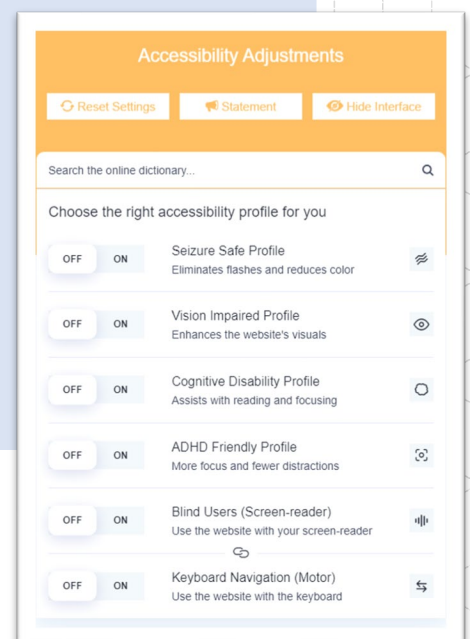 Accessibility Adjustments
Reset Settings
Statement
Hide Interface
Search the online dictionary...
Choose the right accessibility profile for you
OFF ON Seizure Safe Profile
Eliminates flashes and reduces color
OFF ON Vision Impaired Profile
Enhances the website's visuals
OFF ON Cognitive Disability Profile
Assists with reading and focusing
OFF ON ADHD Friendly Profile
More focus and fewer distractions
OFF ON Blind Users (Screen-reader)
Use the website with your screen-reader
OFF ON Keyboard Navigation (Motor)
Use the website with the keyboard